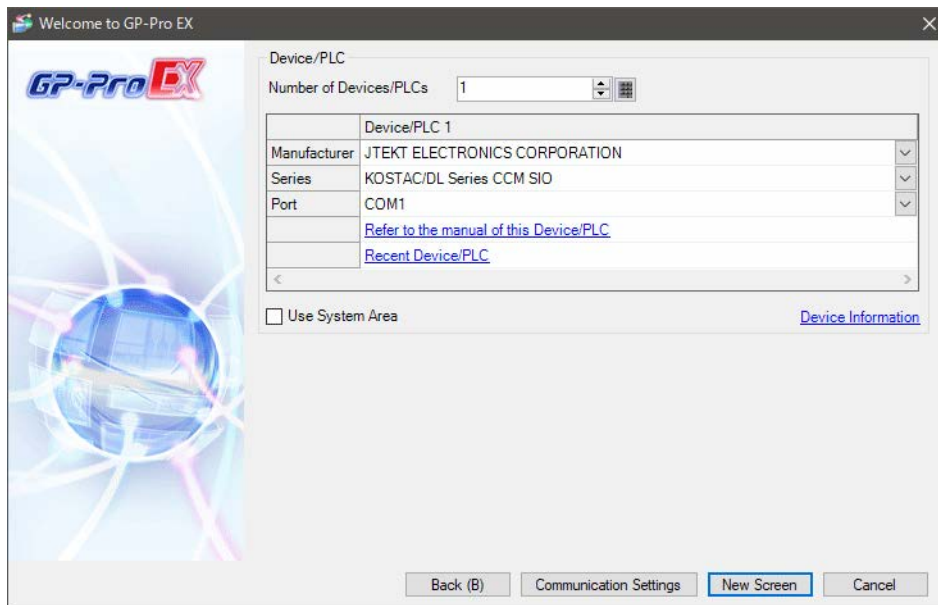 Welcome to GP-Pro EX
GP-Pro EX
Device/PLC
Number of Devices/PLCs 1
Device/PLC 1
Manufacturer JTEKT ELECTRONICS CORPORATION
Series KOSTAC/DL Series CCM SIO
Port COM1
Refer to the manual of this Device/PLC
Recent Device/PLC
Use System Area Device Information
Back (B) Communication Settings New Screen Cancel